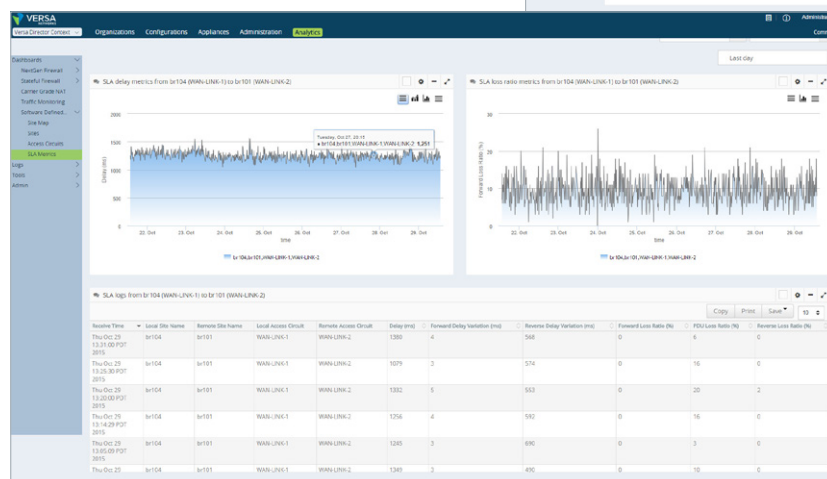 VERSA
NETWORKS
Administ
Versa Director Context
Organizations Configurations Appliances Administration Analytics
Com
Last day
Dashboards
NextGen Firewall
Stateful Firewall
Carrier Grade NAT
Traffic Monitoring
Software Defined..
Site Map
Sites
Access Circuits
SLA Metrics
Logs
Tools
Admin
SLA delay metrics from br104 (WAN-LINK-1) to br101 (WAN-LINK-2)
2000
1500
1000
500
0
Delay (ms)
Tuesday, Oct 27, 20:15
br104,br101,WAN-LINK-1,WAN-LINK-2 1,251
22. Oct 23. Oct 24. Oct 25. Oct 26. Oct 27. Oct 28. Oct 29. Oct
time
br104,br101,WAN-LINK-1,WAN-LINK-2
SLA loss ratio metrics from br104 (WAN-LINK-1) to br101 (WAN-LINK-2)
30
20
10
0
Forward Loss Ratio (%)
22. Oct 23. Oct 24. Oct 25. Oct 26. Oct 27. Oct 28. Oct 29. Oct
time
br104,br101,WAN-LINK-1,WAN-LINK-2
SLA logs from br104 (WAN-LINK-1) to br101 (WAN-LINK-2)
Copy Print Save 10
Receive Time Local Site Name Remote Site Name Local Access Circuit Remote Access Circuit Delay (ms) Forward Delay Variation (ms) Reverse Delay Variation (ms) Forward Loss Ratio (%) PDU Loss Ratio (%) Reverse Loss Ratio (%)
Thu Oct 29 br104 br101 WAN-LINK-1 WAN-LINK-2 1380 4 568 0 6 0
13:31:00 PDT
2015
Thu Oct 29 br104 br101 WAN-LINK-1 WAN-LINK-2 1079 3 574 0 16 0
13:25:30 PDT
2015
Thu Oct 29 br104 br101 WAN-LINK-1 WAN-LINK-2 1332 5 553 0 20 2
13:20:00 PDT
2015
Thu Oct 29 br104 br101 WAN-LINK-1 WAN-LINK-2 1256 4 592 0 16 0
13:14:29 PDT
2015
Thu Oct 29 br104 br101 WAN-LINK-1 WAN-LINK-2 1245 3 690 0 3 0
13:05:09 PDT
2015
Thu Oct 29 br104 br101 WAN-LINK-1 WAN-LINK-2 1349 3 490 0 10 0